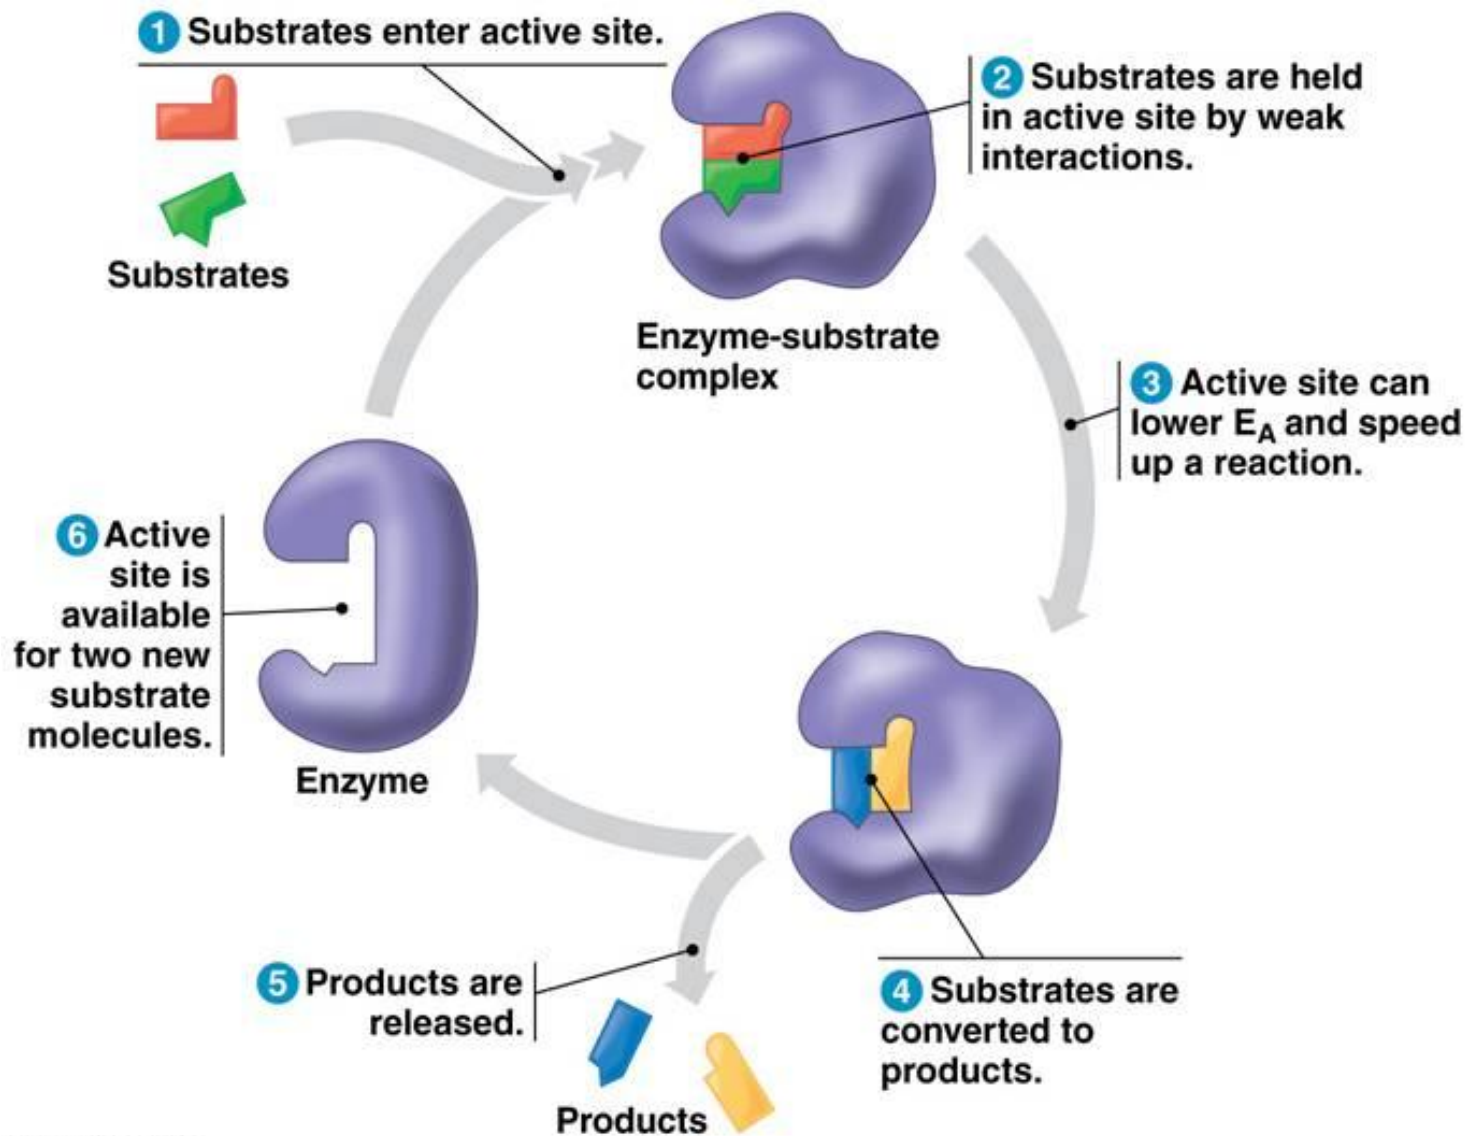 1 Substrates enter active site.
Substrates
2 Substrates are held
in active site by weak
interactions.
Enzyme-substrate
complex
3 Active site can
lower EA and speed
up a reaction.
6 Active
site is
available
for two new
substrate
molecules.
Enzyme
5 Products are
released.
Products
4 Substrates are
converted to
products.